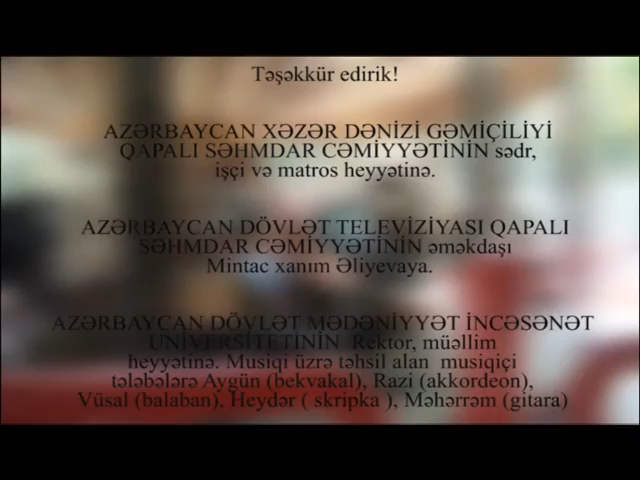 Təşəkkür edirik!
AZƏRBAYCAN XƏZƏR DƏNİZİ GƏMİÇİLİYİ
QAPALI SƏHMDAR CƏMİYYƏTİNİN sədr,
işçi və matros heyyətinə.
AZƏRBAYCAN DÖVLƏT TELEVİZİYASI QAPALI
SƏHMDAR CƏMİYYƏTİNİN əməkdaşı
Mintac xanım Əliyevaya.
AZƏRBAYCAN DÖVLƏT MƏDƏNİYYƏT İNCƏSƏNƏT
UNİVERSİTETİNİN Rektor, müəllim
heyyətinə. Musiqi üzrə təhsil alan musiqiçi
tələbələrə Aygün (bekvakal), Razi (akkordeon),
Vüsal (balaban), Heydər ( skripka ), Məhərrəm (gitara)